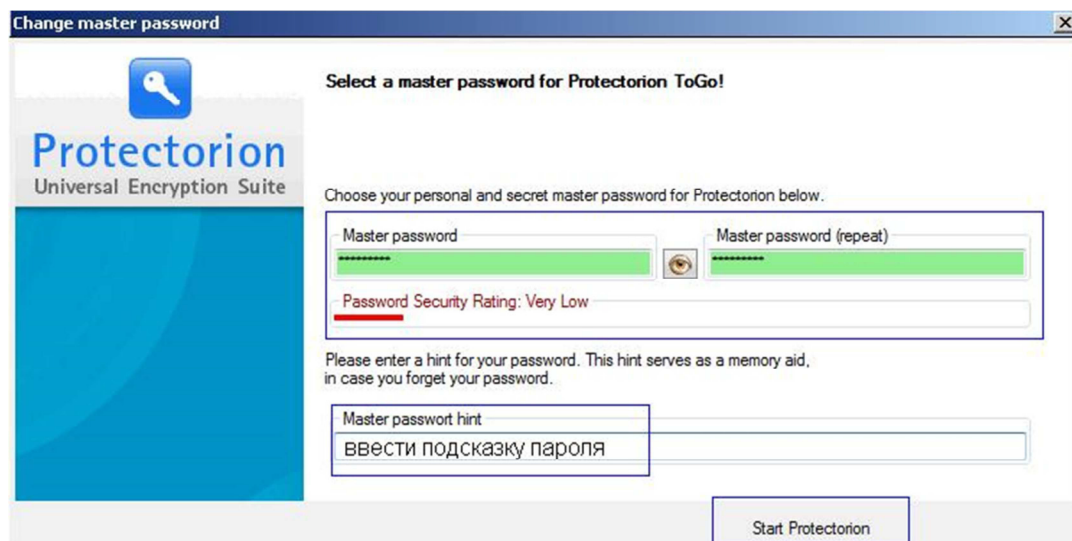 Change master password
Protectorion
Universal Encryption Suite
Select a master password for Protectorion ToGo!
Choose your personal and secret master password for Protectorion below.
Master password
*********
Master password (repeat)
*********
Password Security Rating: Very Low
Please enter a hint for your password. This hint serves as a memory aid,
in case you forget your password.
Master passwort hint
ввести подсказку пароля
Start Protectorion